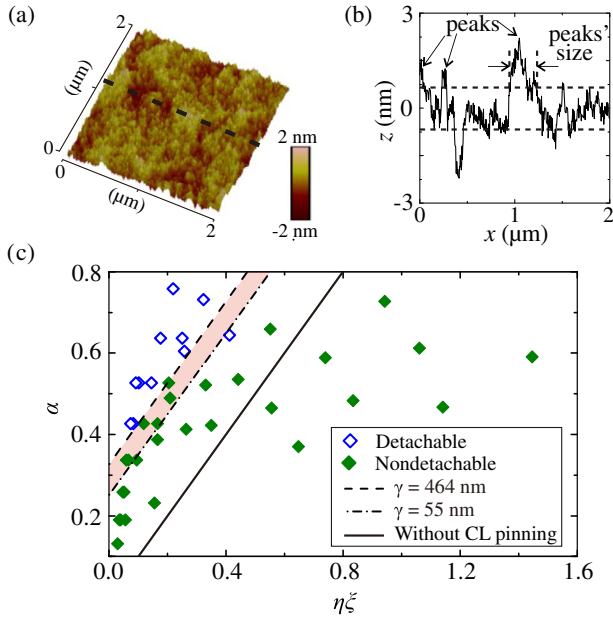 (a)
2
1
0
(μm)
0
(μm)
2
2 nm
-2 nm
(b)
3
0
-3
z (nm)
peaks
peaks'
size
0
1
2
x (μm)
(c)
0.8
0.6
0.4
0.2
α
0.0
0.4
0.8
1.2
1.6
ηξ
Detachable
Nondetachable
γ = 464 nm
γ = 55 nm
Without CL pinning